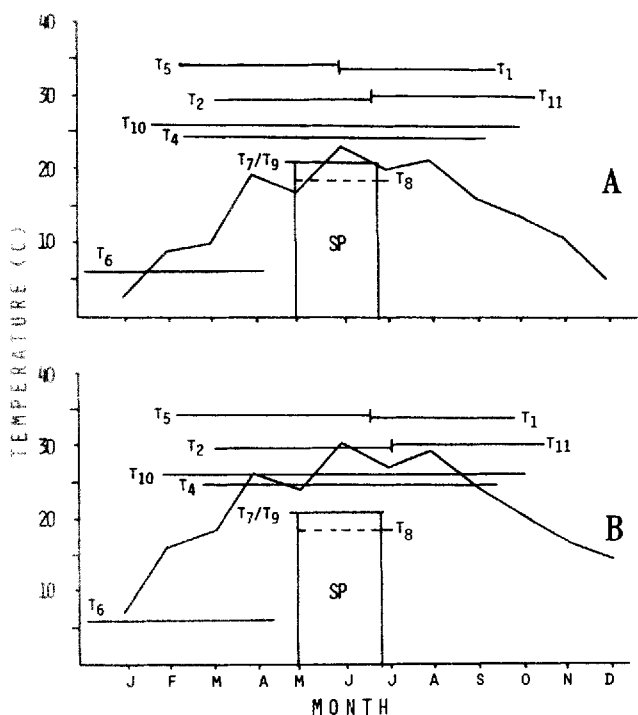 TEMPERATURE (C)
40
30
20
10
T5
T1
T2
T11
T10
T4
T7/T9
T8
T6
SP
A
40
30
20
10
T5
T1
T2
T11
T10
T4
T7/T9
T8
T6
SP
B
J F M A M J J A S O N D
MONTH